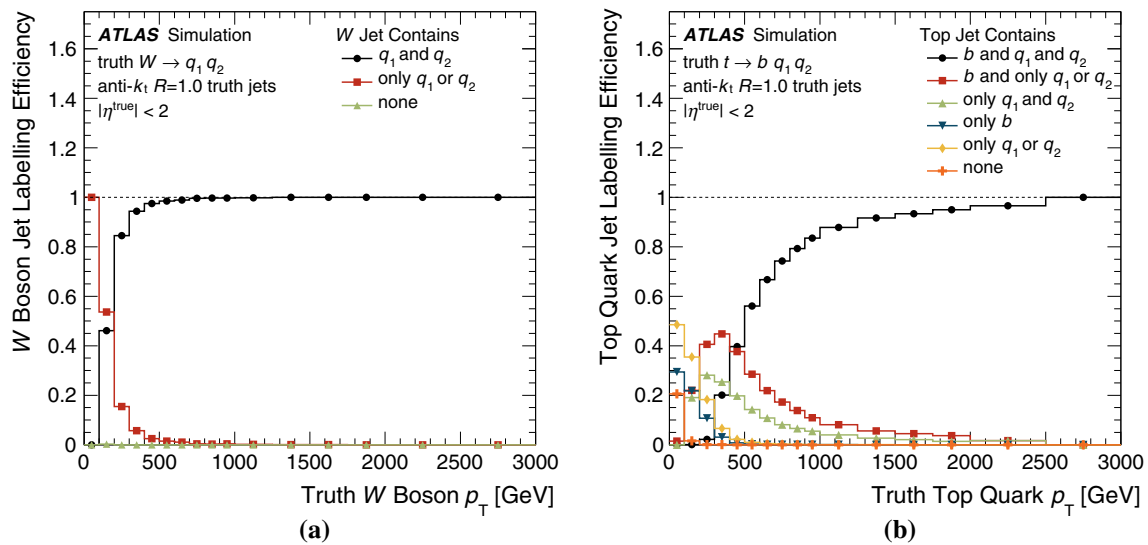 ATLAS Simulation
truth W → q1 q2
anti-kt R=1.0 truth jets
|ηtrue| < 2
W Jet Contains
q1 and q2
only q1 or q2
none
W Boson Jet Labelling Efficiency
1.6
1.4
1.2
1
0.8
0.6
0.4
0.2
0
0 500 1000 1500 2000 2500 3000
Truth W Boson pT [GeV]
(a)
ATLAS Simulation
truth t → b q1 q2
anti-kt R=1.0 truth jets
|ηtrue| < 2
Top Jet Contains
b and q1 and q2
b and only q1 or q2
only q1 and q2
only b
only q1 or q2
none
Top Quark Jet Labelling Efficiency
1.6
1.4
1.2
1
0.8
0.6
0.4
0.2
0
0 500 1000 1500 2000 2500 3000
Truth Top Quark pT [GeV]
(b)